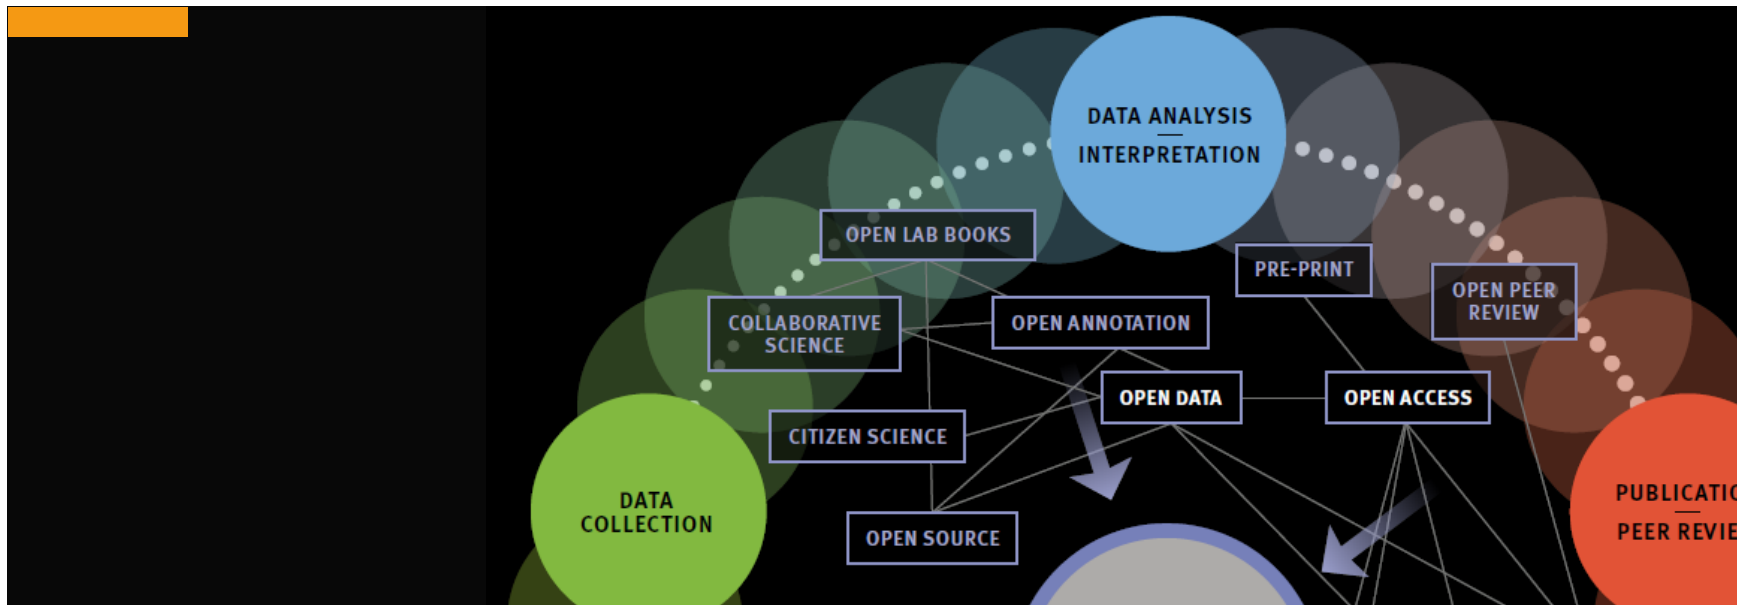 DATA ANALYSIS
INTERPRETATION
OPEN LAB BOOKS
PRE-PRINT
OPEN PEER
REVIEW
COLLABORATIVE
SCIENCE
OPEN ANNOTATION
OPEN DATA
OPEN ACCESS
CITIZEN SCIENCE
DATA
COLLECTION
OPEN SOURCE
PEER